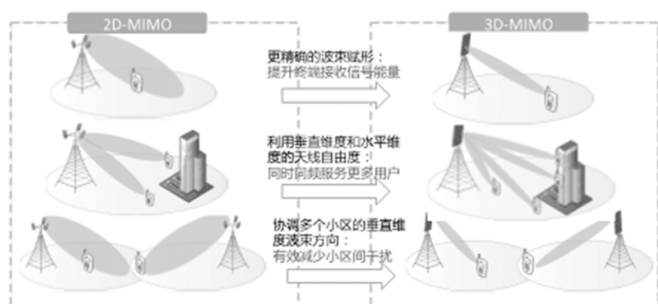 2D-MIMO
3D-MIMO
更精确的波束赋形：
提升终端接收信号能量
利用垂直维度和水平维
度的天线自由度：
同时同频服务更多用户
协调多个小区的垂直维
度波束方向：
有效减少小区间干扰